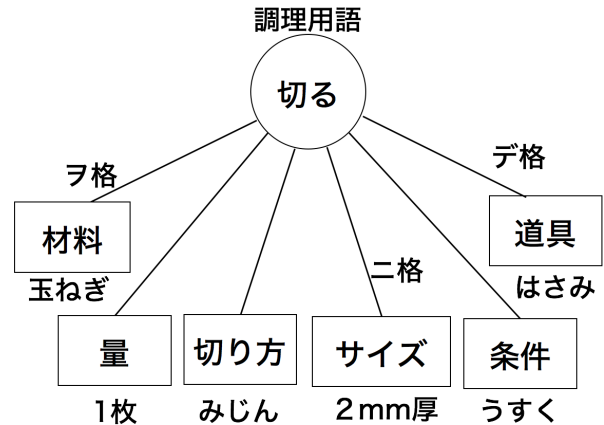 調理用語
切る
ヲ格
デ格
材料
道具
玉ねぎ
ニ格
はさみ
量
切り方
サイズ
条件
1枚
みじん
2mm厚
うすく